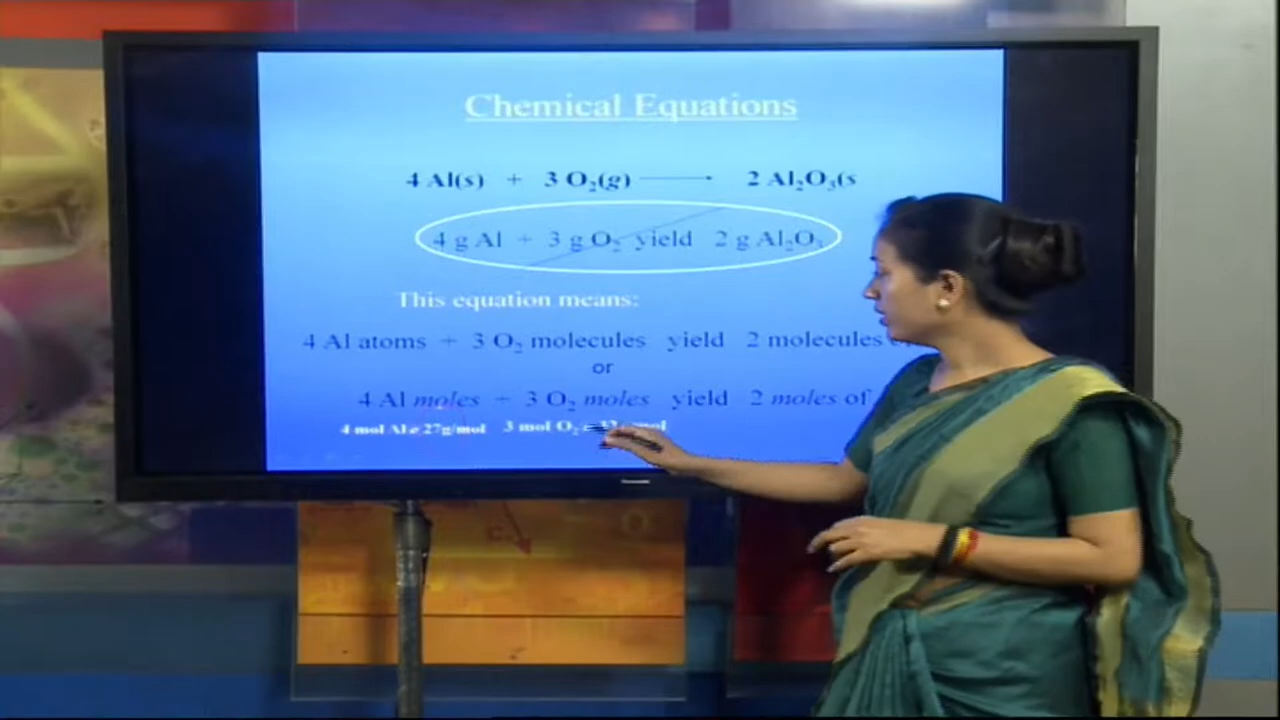 Chemical Equations
4 Al(s) + 3 O₂(g) ⟶ 2 Al₂O₃(s
4 g Al + 3 g O₂ yield 2 g Al₂O₃
This equation means:
4 Al atoms + 3 O₂ molecules yield 2 molecules
or
4 Al moles + 3 O₂ moles yield 2 moles of
4 mol Al@27g/mol 3 mol O₂